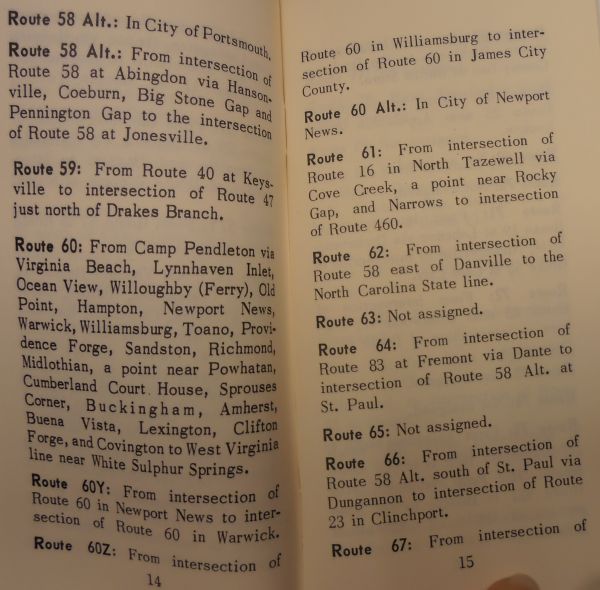 Route 58 Alt.: In City of Portsmouth.
Route 58 Alt.: From intersection of
Route 58 at Abingdon via Hanson-
ville, Coeburn, Big Stone Gap and
Pennington Gap to the intersection
of Route 58 at Jonesville.
Route 59: From Route 40 at Keys-
ville to intersection of Route 47
just north of Drakes Branch.
Route 60: From Camp Pendleton via
Virginia Beach, Lynnhaven Inlet,
Ocean View, Willoughby (Ferry), Old
Point, Hampton, Newport News,
Warwick, Williamsburg, Toano, Provi-
dence Forge, Sandston, Richmond,
Midlothian, a point near Powhatan,
Cumberland Court House, Sprouses
Corner, Buckingham, Amherst,
Buena Vista, Lexington, Clifton
Forge, and Covington to West Virginia
line near White Sulphur Springs.
Route 60Y: From intersection of
Route 60 in Newport News to inter-
section of Route 60 in Warwick.
Route 60Z: From intersection of
14
Route 60 in Williamsburg to inter-
section of Route 60 in James City
County.
Route 60 Alt.: In City of Newport
News.
Route 61: From intersection of
Route 16 in North Tazewell via
Cove Creek, a point near Rocky
Gap, and Narrows to intersection
of Route 460.
Route 62: From intersection of
Route 58 east of Danville to the
North Carolina State line.
Route 63: Not assigned.
Route 64: From intersection of
Route 83 at Fremont via Dante to
intersection of Route 58 Alt. at
St. Paul.
Route 65: Not assigned.
Route 66: From intersection of
Route 58 Alt. south of St. Paul via
Dungannon to intersection of Route
23 in Clinchport.
Route 67: From intersection of
15